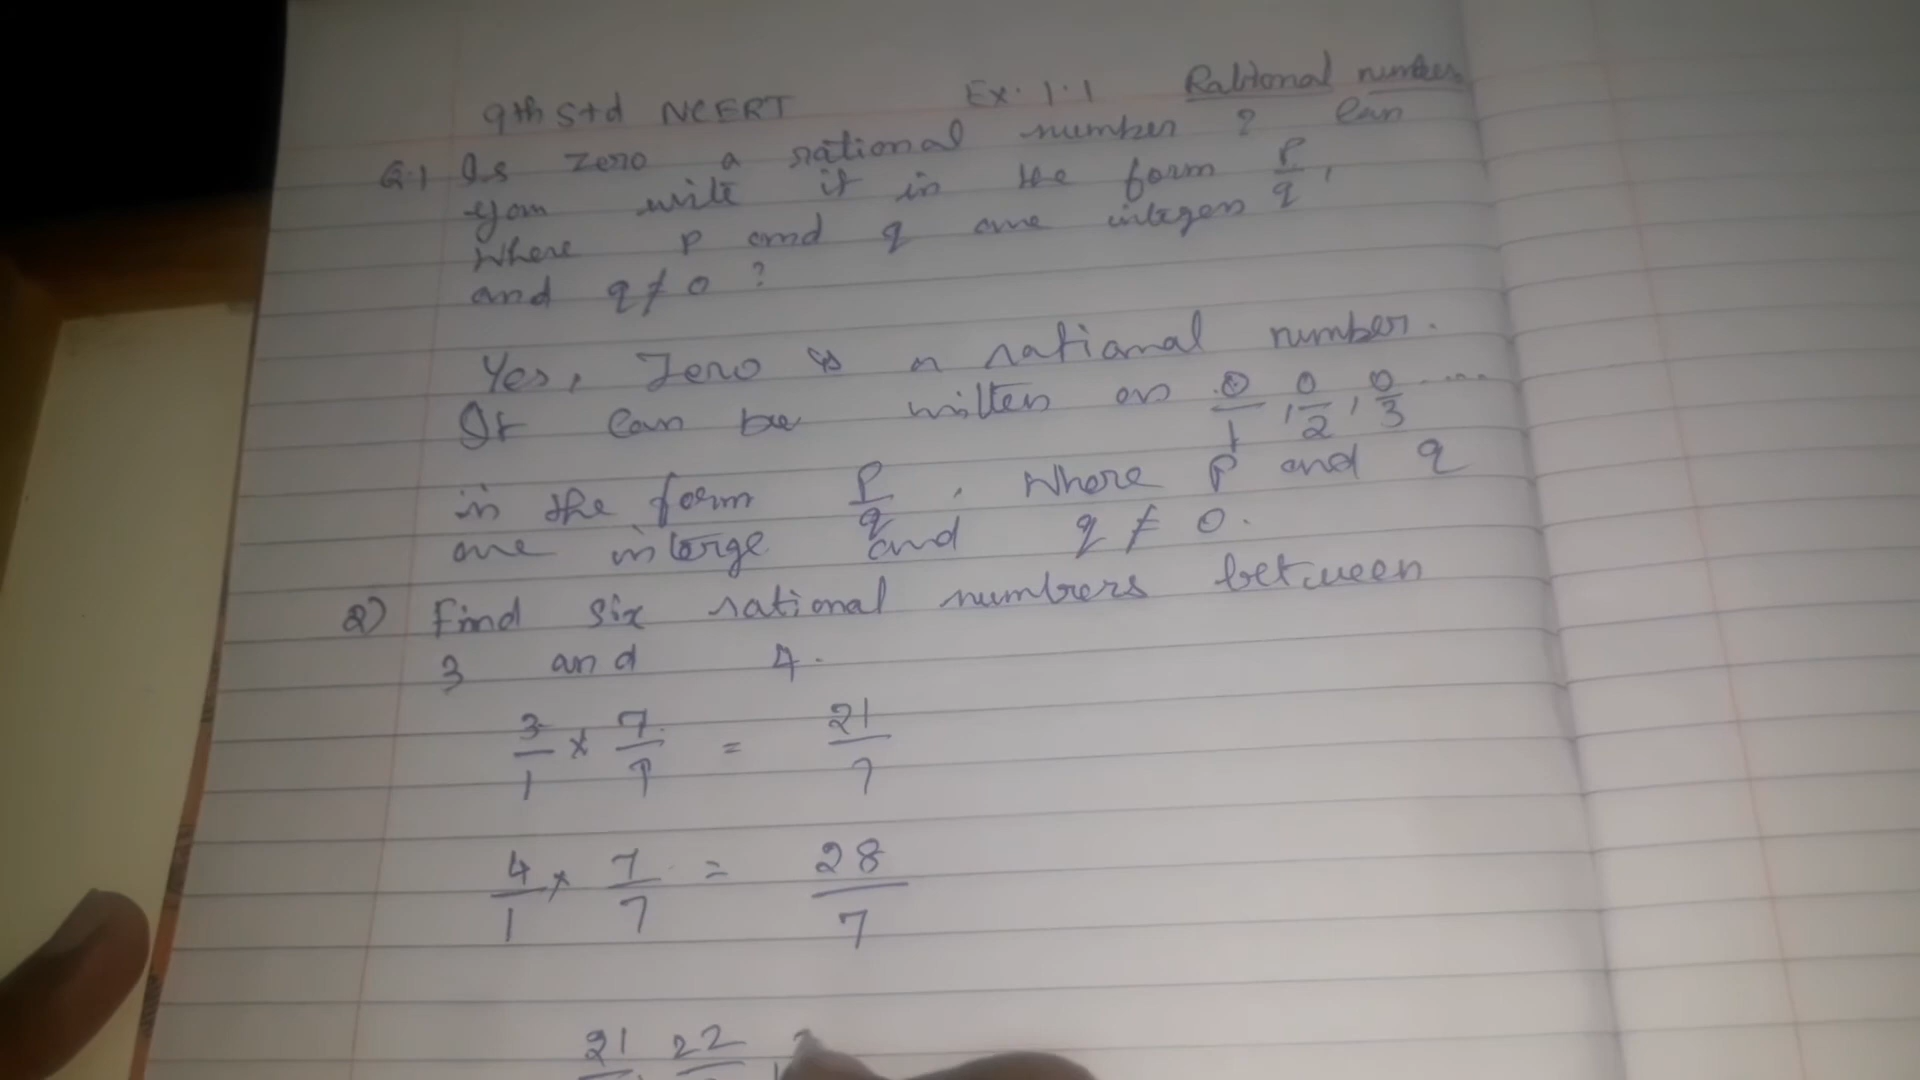 9th std NCERT Ex. 1.1 Rational number
Q.1 Is zero a rational number ? Can
you write it in the form p/q,
where p and q are integers
and q ≠ 0 ?
Yes, Zero is a rational number.
It can be written as 0/1, 0/2, 0/3 ....
in the form p/q, where p and q
are interge and q ≠ 0.
2) Find six rational numbers between
3 and 4.
3/1 × 7/7 = 21/7
4/1 × 7/7 = 28/7
21 22